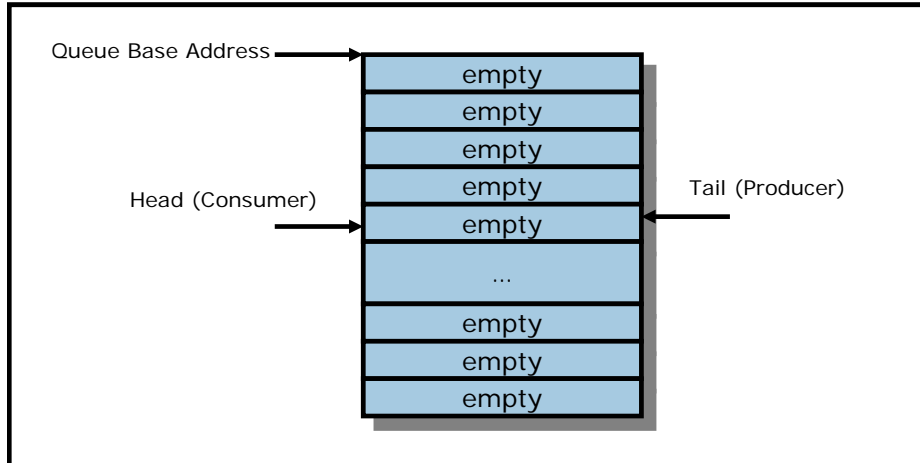 Queue Base Address
empty
empty
empty
empty
Head (Consumer)
Tail (Producer)
empty
...
empty
empty
empty